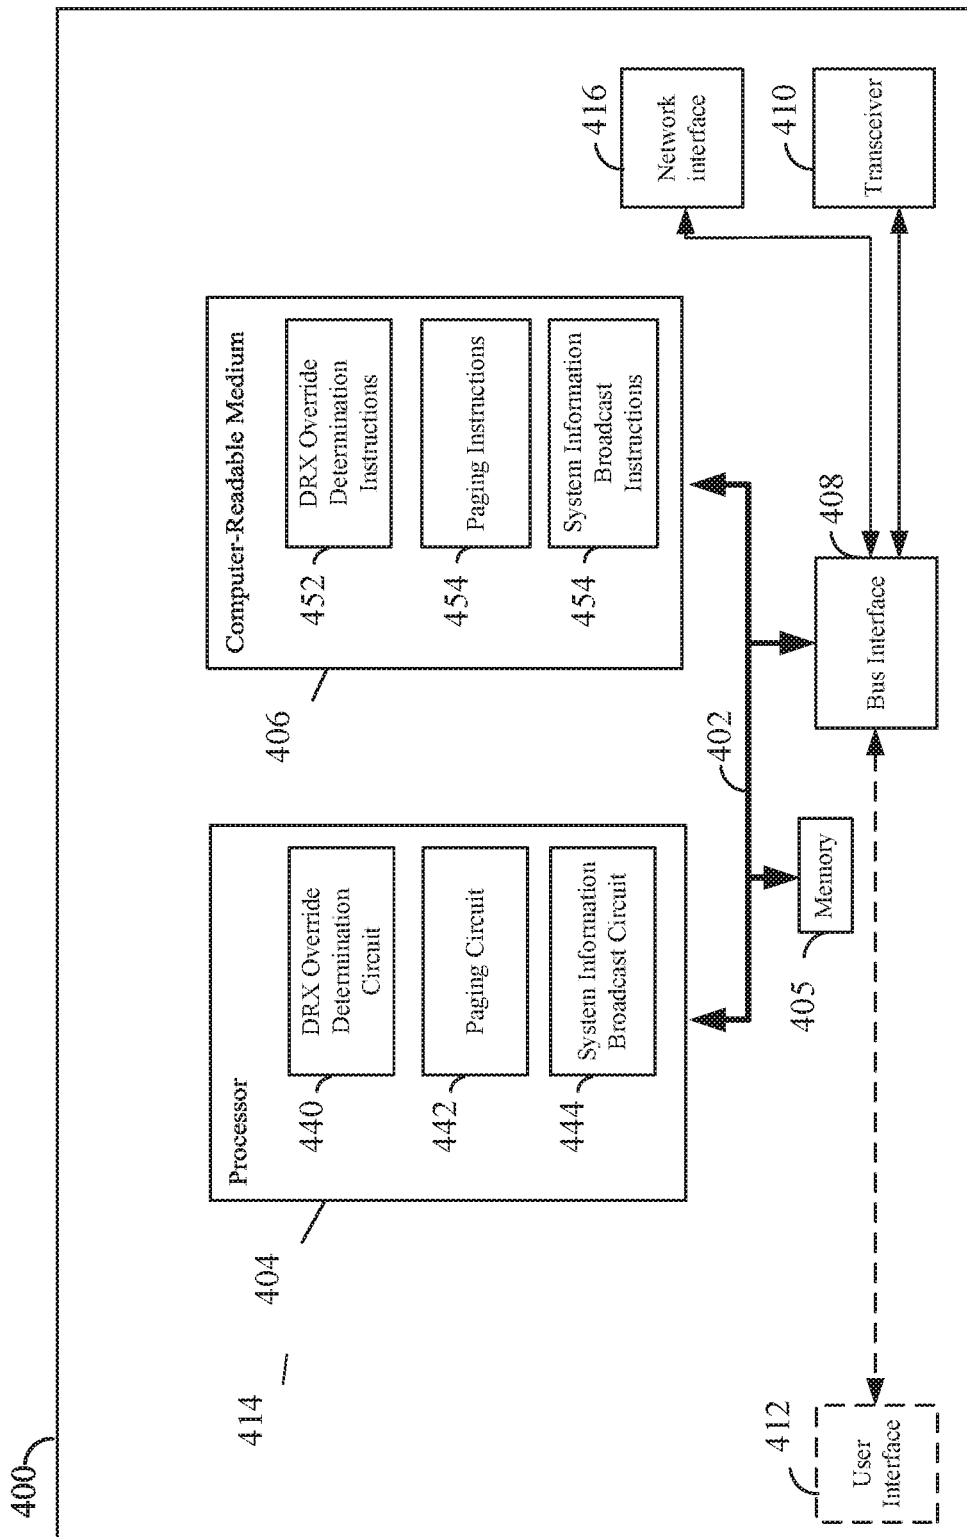 400
414
404
Processor
440
DRX Override
Determination
Circuit
442
Paging Circuit
444
System Information
Broadcast Circuit
406
Computer-Readable Medium
452
DRX Override
Determination
Instructions
454
Paging Instructions
454
System Information
Broadcast
Instructions
402
405
Memory
408
Bus Interface
412
User
Interface
416
Network
interface
410
Transceiver